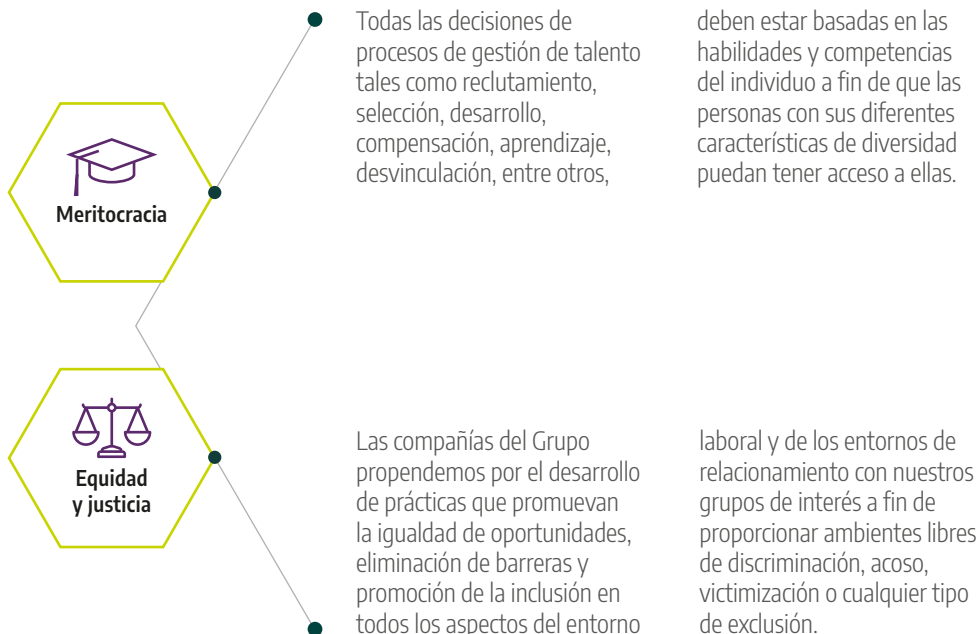 Meritocracia
Todas las decisiones de
procesos de gestión de talento
tales como reclutamiento,
selección, desarrollo,
compensación, aprendizaje,
desvinculación, entre otros,
deben estar basadas en las
habilidades y competencias
del individuo a fin de que las
personas con sus diferentes
características de diversidad
puedan tener acceso a ellas.
Equidad
y justicia
Las compañías del Grupo
propendemos por el desarrollo
de prácticas que promuevan
la igualdad de oportunidades,
eliminación de barreras y
promoción de la inclusión en
todos los aspectos del entorno
laboral y de los entornos de
relacionamiento con nuestros
grupos de interés a fin de
proporcionar ambientes libres
de discriminación, acoso,
victimización o cualquier tipo
de exclusión.